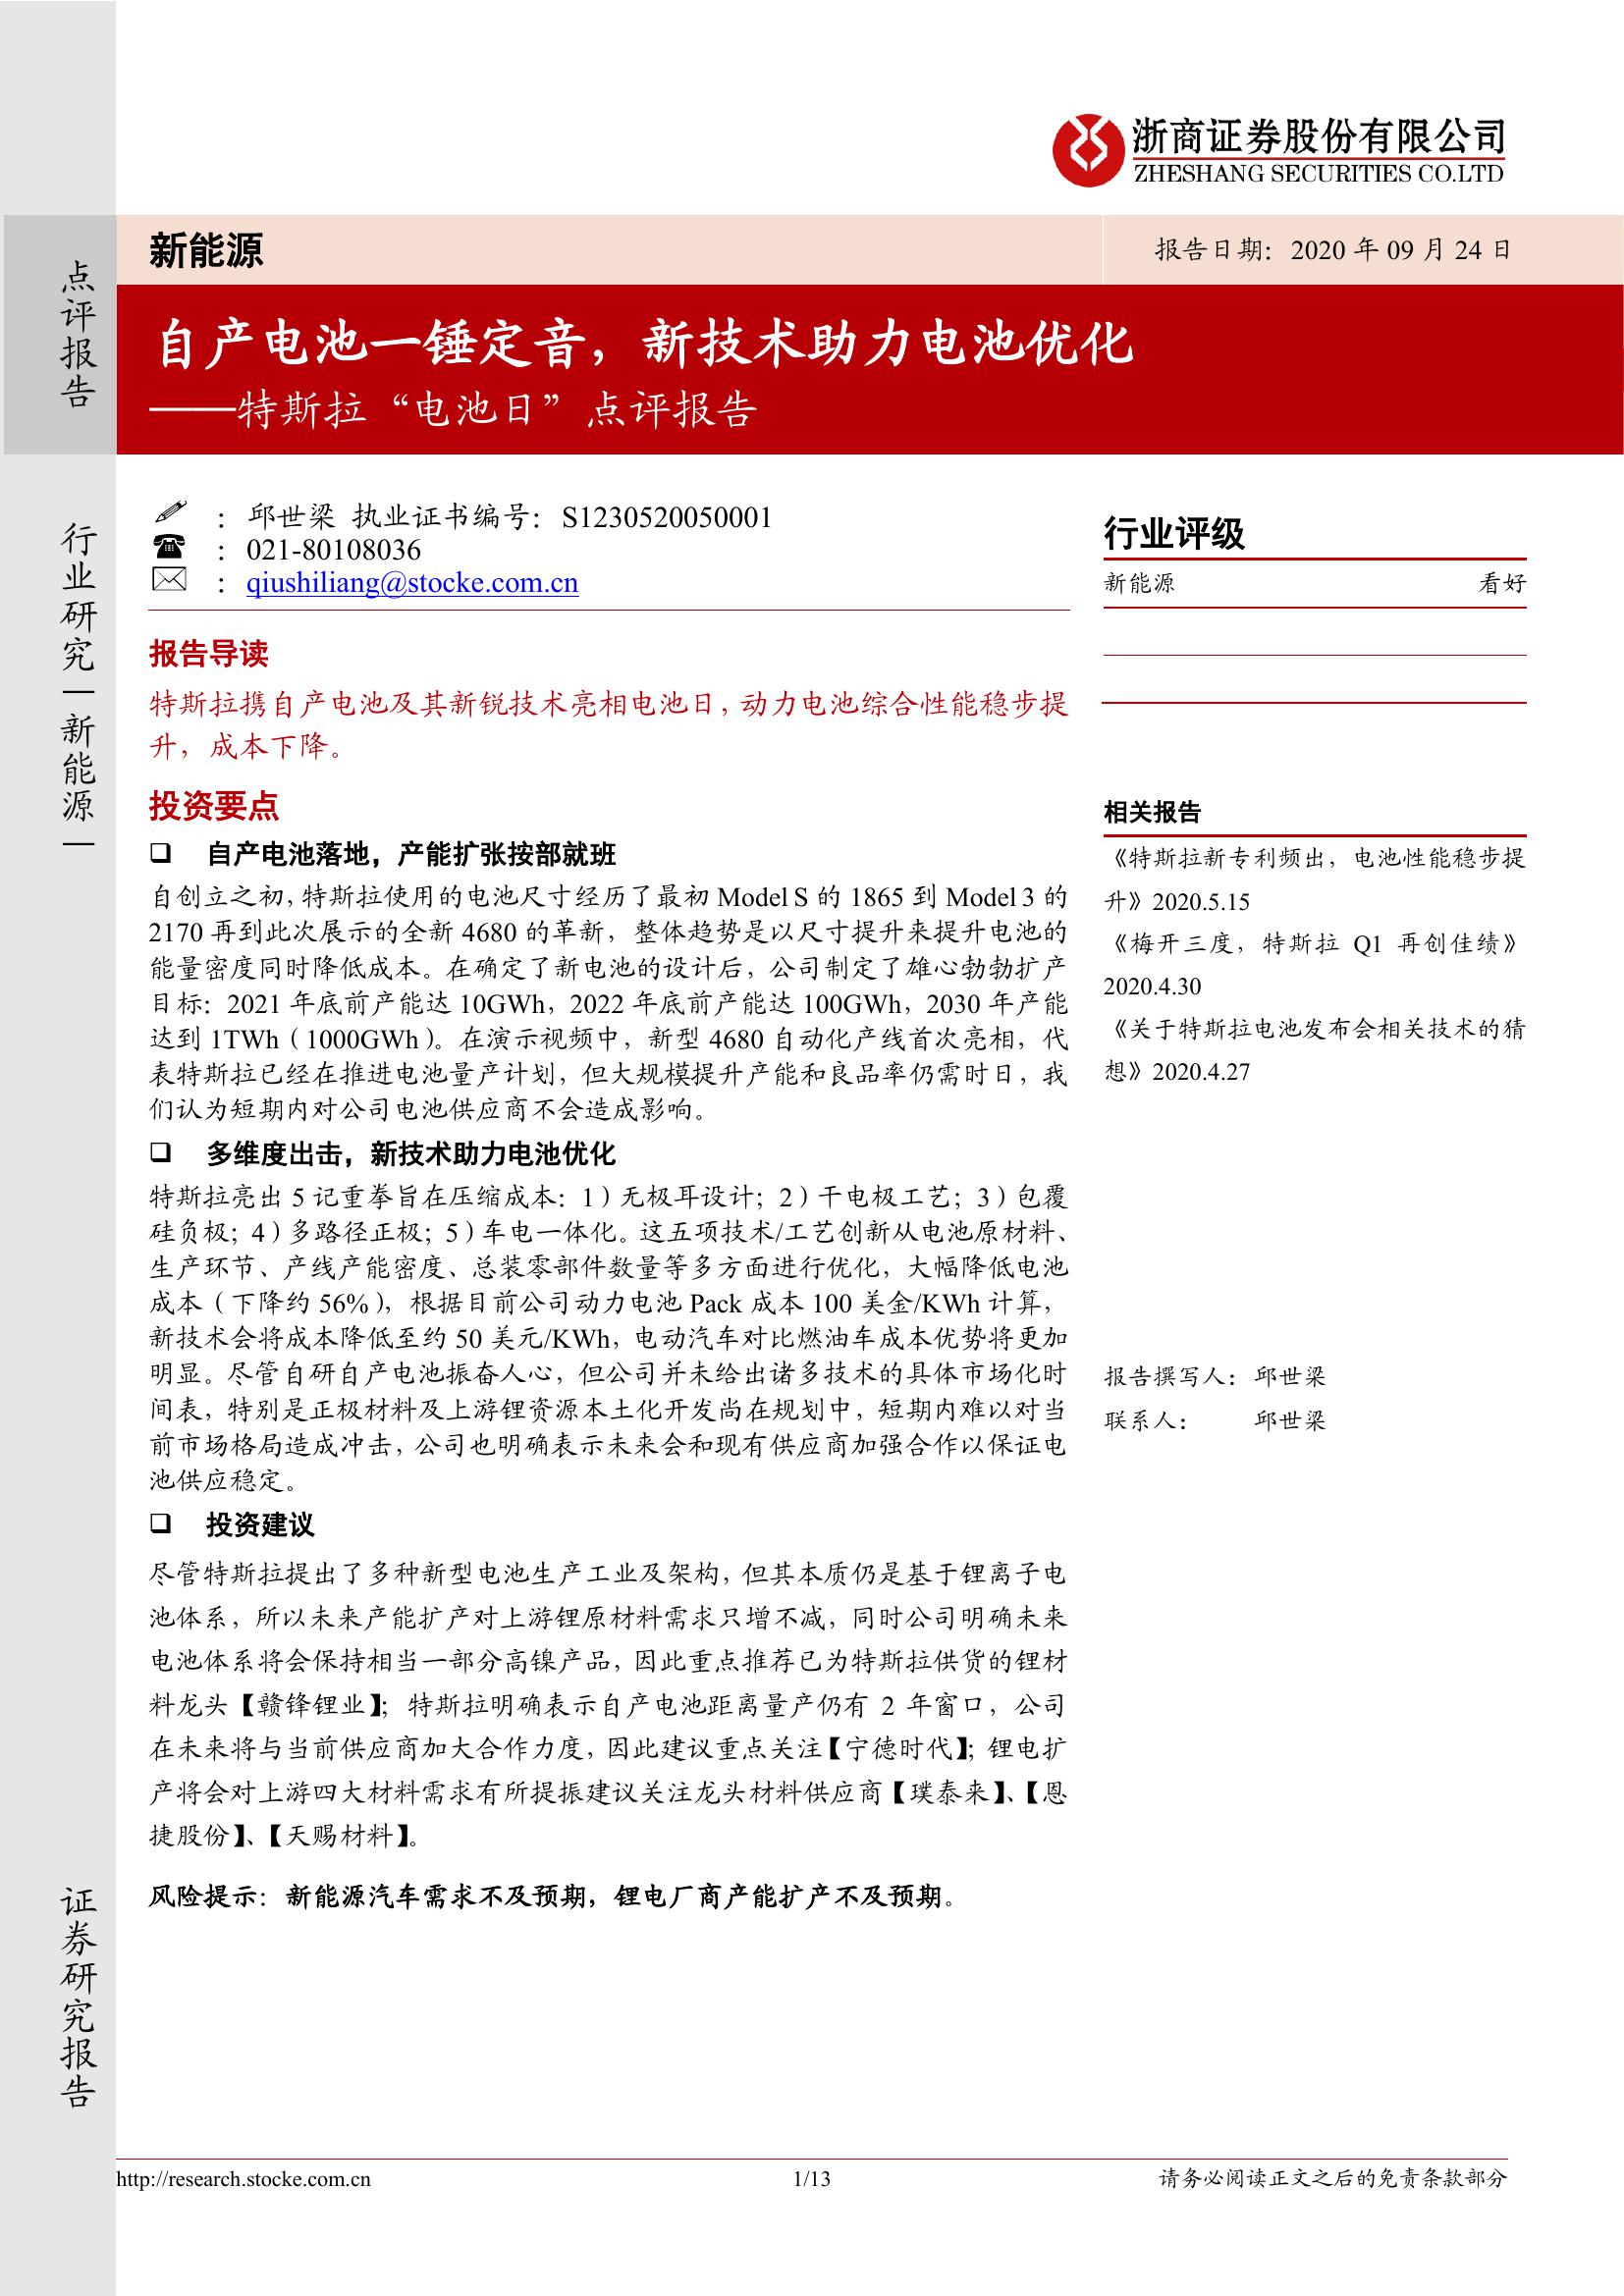 浙商证券股份有限公司
ZHESHANG SECURITIES CO.LTD
点评报告
行业研究|新能源|
证券研究报告
新能源
报告日期：2020 年 09 月 24 日
自产电池一锤定音，新技术助力电池优化
——特斯拉“电池日”点评报告
：邱世梁 执业证书编号：S1230520050001
：021-80108036
：qiushiliang@stocke.com.cn
报告导读
特斯拉携自产电池及其新锐技术亮相电池日，动力电池综合性能稳步提
升，成本下降。
投资要点
❑ 自产电池落地，产能扩张按部就班
自创立之初，特斯拉使用的电池尺寸经历了最初 Model S 的 1865 到 Model 3 的
2170 再到此次展示的全新 4680 的革新，整体趋势是以尺寸提升来提升电池的
能量密度同时降低成本。在确定了新电池的设计后，公司制定了雄心勃勃扩产
目标：2021 年底前产能达 10GWh，2022 年底前产能达 100GWh，2030 年产能
达到 1TWh（1000GWh）。在演示视频中，新型 4680 自动化产线首次亮相，代
表特斯拉已经在推进电池量产计划，但大规模提升产能和良品率仍需时日，我
们认为短期内对公司电池供应商不会造成影响。
❑ 多维度出击，新技术助力电池优化
特斯拉亮出 5 记重拳旨在压缩成本：1）无极耳设计；2）干电极工艺；3）包覆
硅负极；4）多路径正极；5）车电一体化。这五项技术/工艺创新从电池原材料、
生产环节、产线产能密度、总装零部件数量等多方面进行优化，大幅降低电池
成本（下降约 56%），根据目前公司动力电池 Pack 成本 100 美金/KWh 计算，
新技术会将成本降低至约 50 美元/KWh，电动汽车对比燃油车成本优势将更加
明显。尽管自研自产电池振奋人心，但公司并未给出诸多技术的具体市场化时
间表，特别是正极材料及上游锂资源本土化开发尚在规划中，短期内难以对当
前市场格局造成冲击，公司也明确表示未来会和现有供应商加强合作以保证电
池供应稳定。
❑ 投资建议
尽管特斯拉提出了多种新型电池生产工业及架构，但其本质仍是基于锂离子电
池体系，所以未来产能扩产对上游锂原材料需求只增不减，同时公司明确未来
电池体系将会保持相当一部分高镍产品，因此重点推荐已为特斯拉供货的锂材
料龙头【赣锋锂业】；特斯拉明确表示自产电池距离量产仍有 2 年窗口，公司
在未来将与当前供应商加大合作力度，因此建议重点关注【宁德时代】；锂电扩
产将会对上游四大材料需求有所提振建议关注龙头材料供应商【璞泰来】、【恩
捷股份】、【天赐材料】。
风险提示：新能源汽车需求不及预期，锂电厂商产能扩产不及预期。
行业评级
新能源 看好
相关报告
《特斯拉新专利频出，电池性能稳步提
升》2020.5.15
《梅开三度，特斯拉 Q1 再创佳绩》
2020.4.30
《关于特斯拉电池发布会相关技术的猜
想》2020.4.27
报告撰写人：邱世梁
联系人： 邱世梁
http://research.stocke.com.cn
1/13
请务必阅读正文之后的免责条款部分